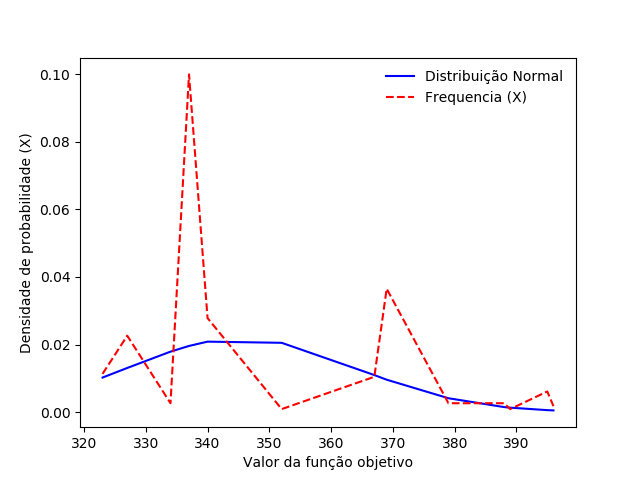 Distribuição Normal
Frequencia (X)
Densidade de probabilidade (X)
0.10
0.08
0.06
0.04
0.02
0.00
320 330 340 350 360 370 380 390
Valor da função objetivo